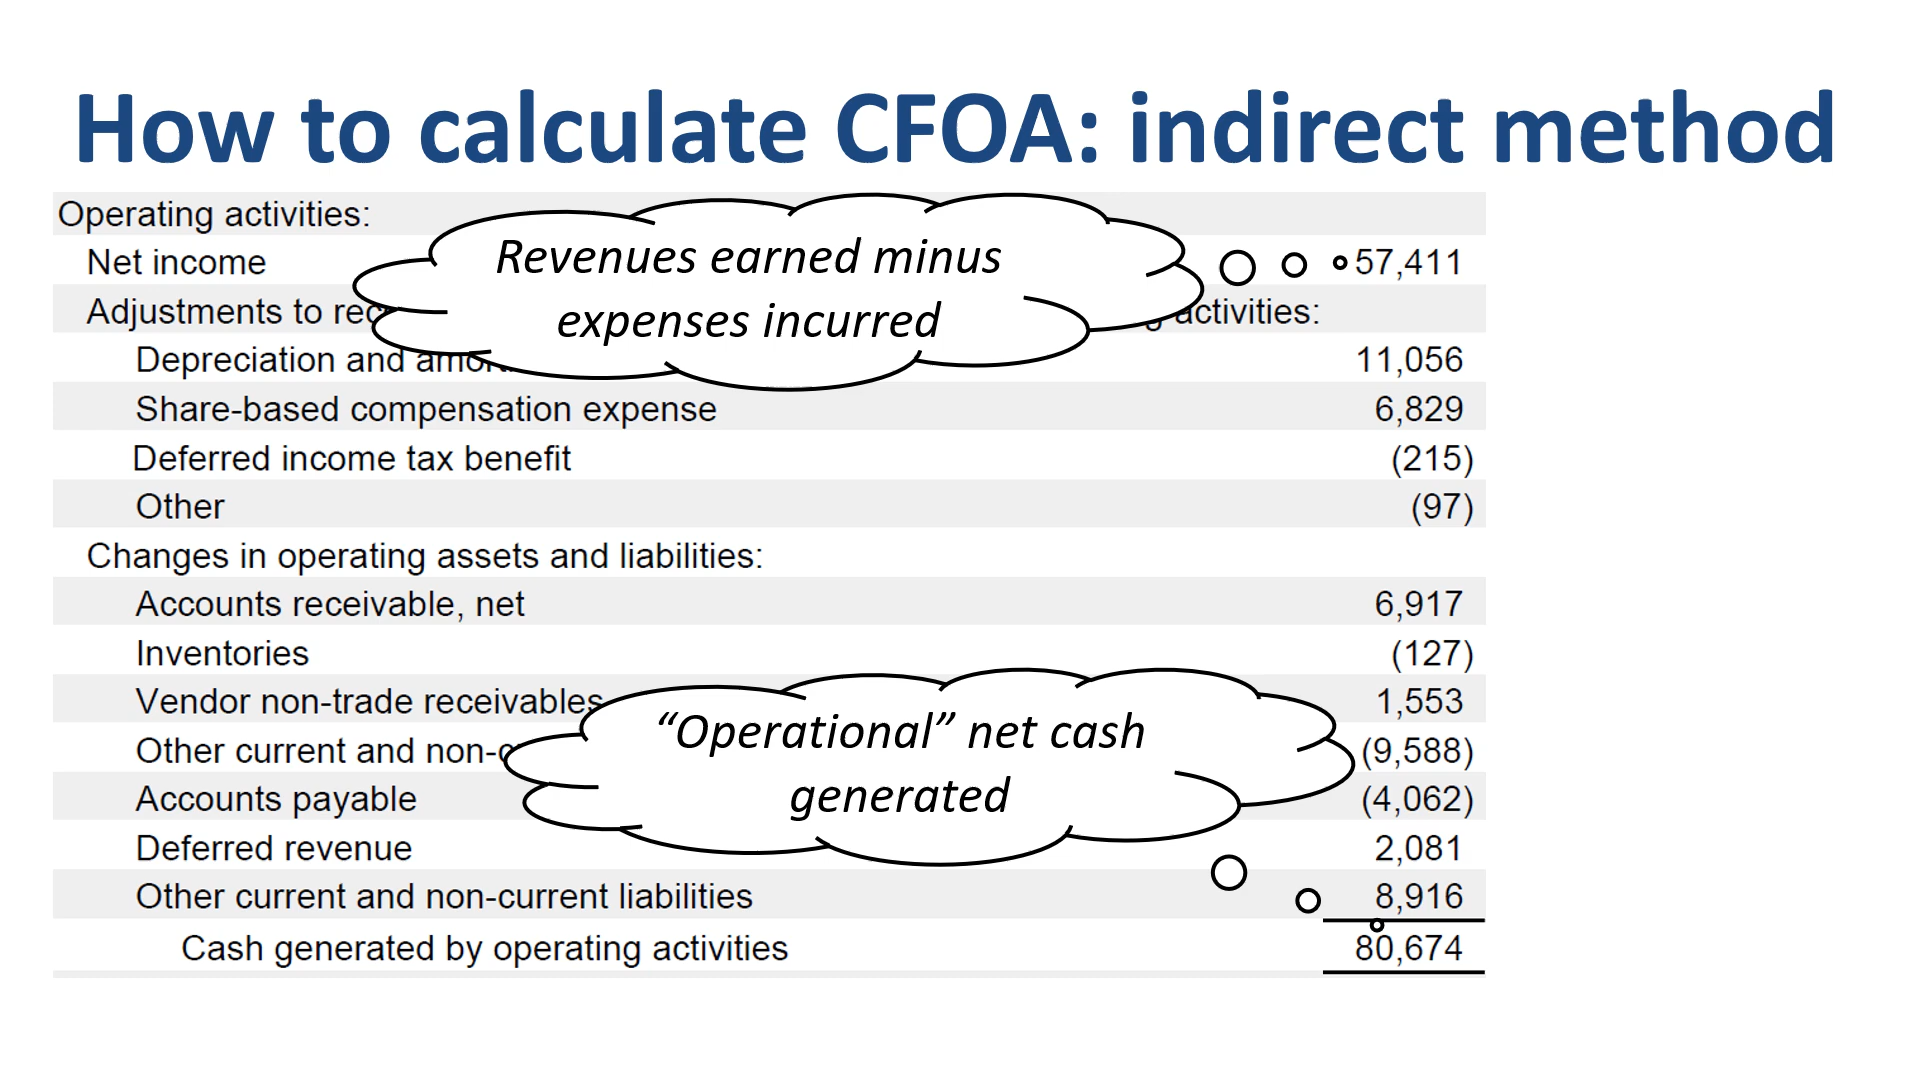 How to calculate CFOA: indirect method
Operating activities:
Revenues earned minus
expenses incurred
Net income 57,411
Adjustments to activities:
Depreciation and 11,056
Share-based compensation expense 6,829
Deferred income tax benefit (215)
Other (97)
Changes in operating assets and liabilities:
Accounts receivable, net 6,917
Inventories (127)
Vendor non-trade receivables 1,553
“Operational” net cash
generated
Other current and (9,588)
Accounts payable (4,062)
Deferred revenue 2,081
Other current and non-current liabilities 8,916
Cash generated by operating activities 80,674